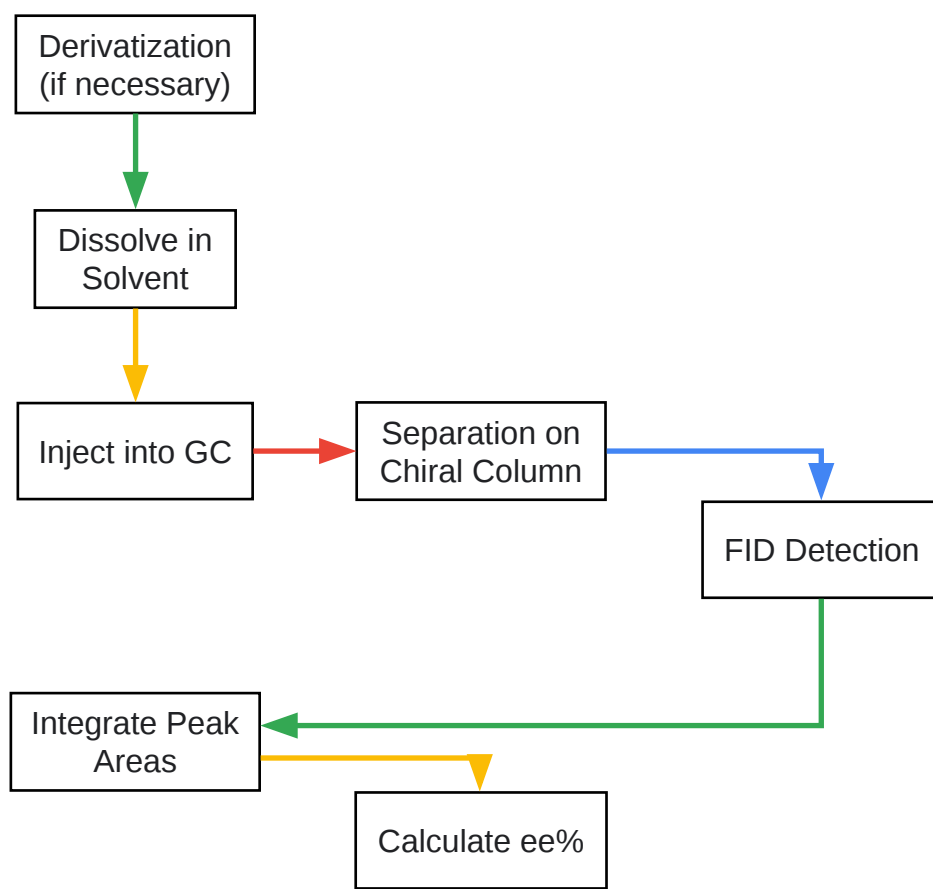 Derivatization
(if necessary)
Dissolve in
Solvent
Inject into GC
Separation on
Chiral Column
FID Detection
Integrate Peak
Areas
Calculate ee%